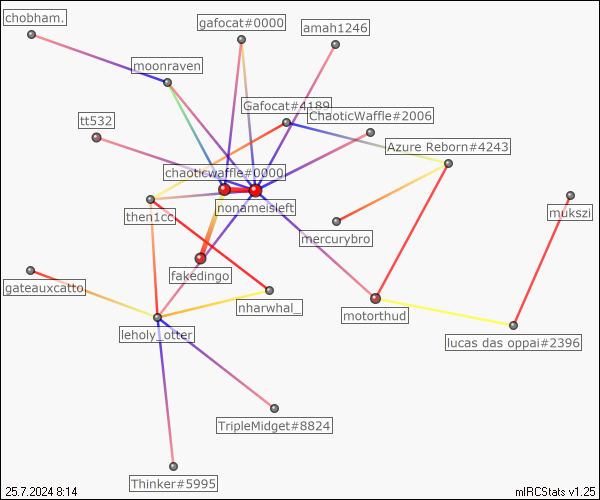 chobham.
gafocat#0000
amah1246
moonraven
Gafocat#4189
ChaoticWaffle#2006
tt532
Azure Reborn#4243
chaoticwaffle#0000
nonameisleft
then1cc
mukszi
mercurybro
fakedingo
gateauxcatto
nharwhal_
motorthud
leholy_otter
lucas das oppai#2396
TripleMidget#8824
Thinker#5995
25.7.2024 8:14
mIRCStats v1.25